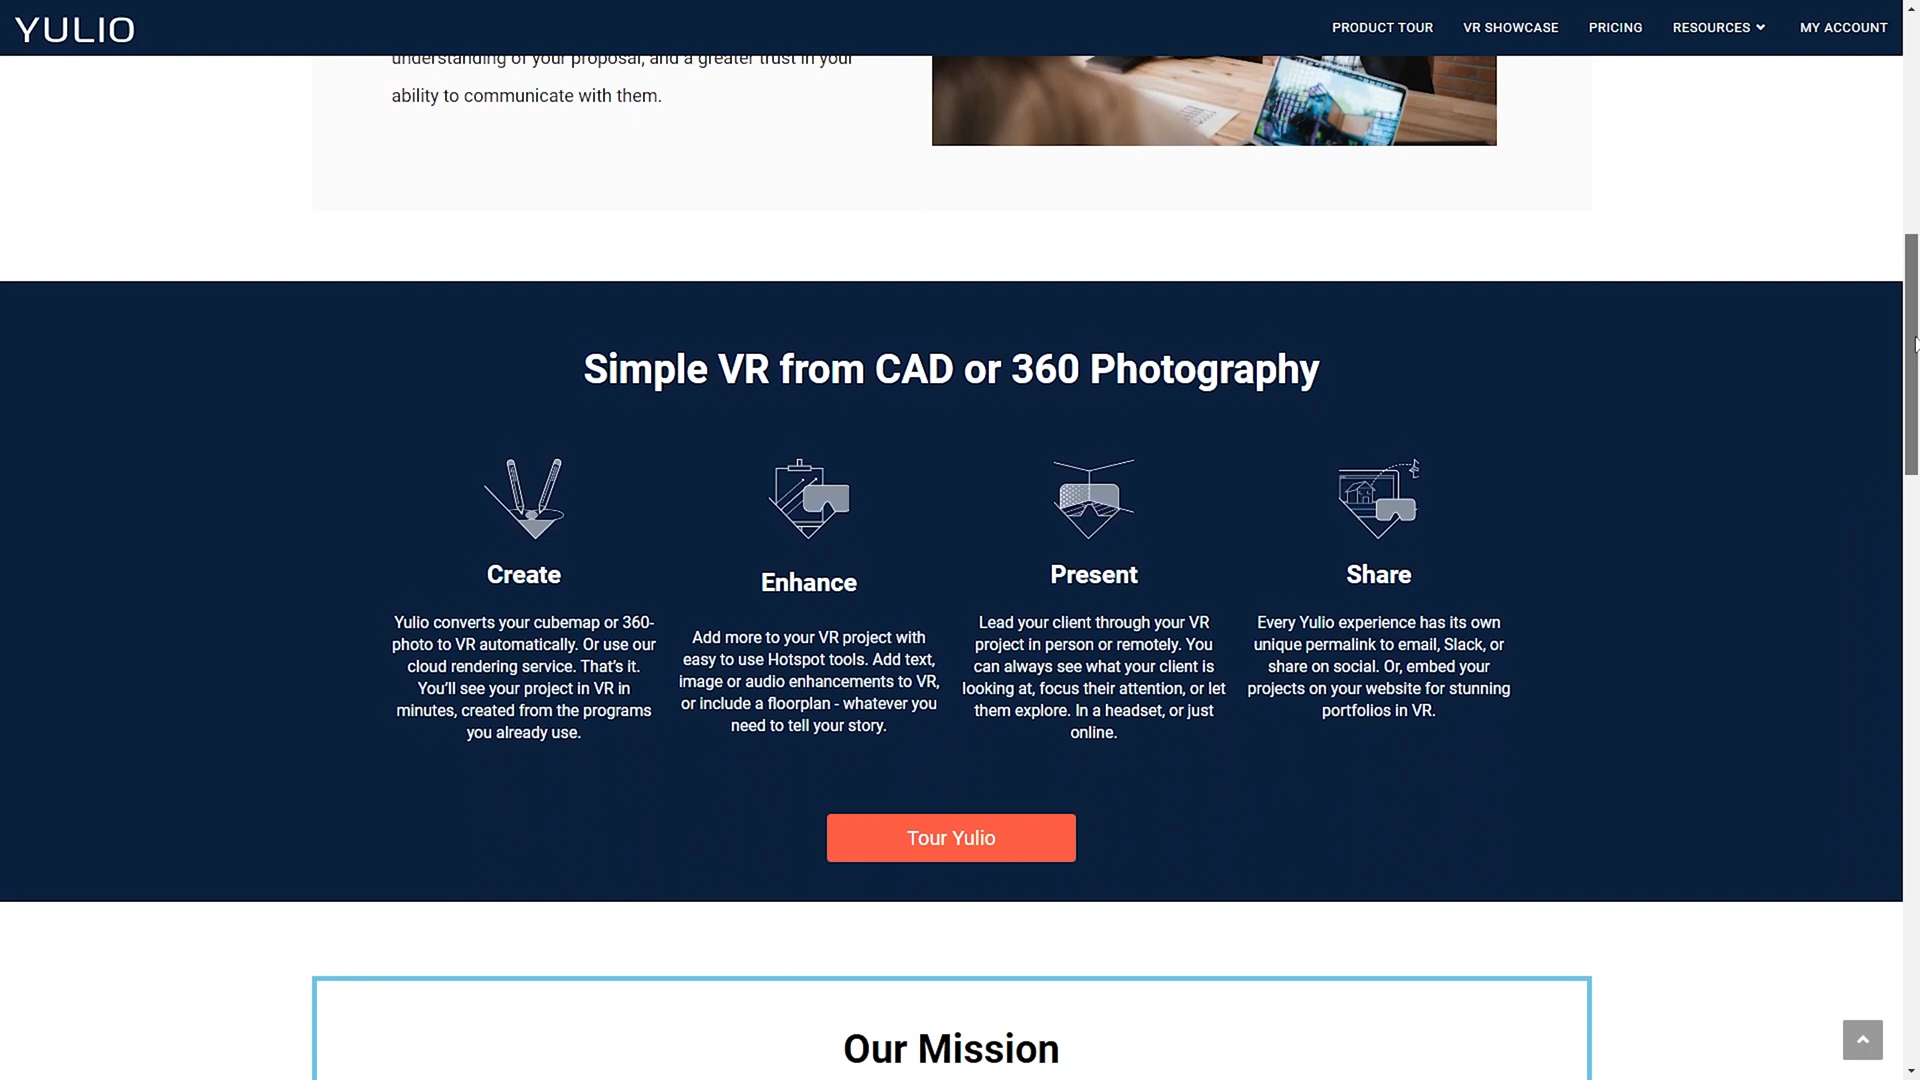 YULIO
PRODUCT TOUR
VR SHOWCASE
PRICING
RESOURCES
MY ACCOUNT
understanding of your proposal, and a greater trust in your
ability to communicate with them.
Simple VR from CAD or 360 Photography
Create
Yulio converts your cubemap or 360-
photo to VR automatically. Or use our
cloud rendering service. That's it.
You'll see your project in VR in
minutes, created from the programs
you already use.
Enhance
Add more to your VR project with
easy to use Hotspot tools. Add text,
image or audio enhancements to VR,
or include a floorplan - whatever you
need to tell your story.
Present
Lead your client through your VR
project in person or remotely. You
can always see what your client is
looking at, focus their attention, or let
them explore. In a headset, or just
online.
Share
Every Yulio experience has its own
unique permalink to email, Slack, or
share on social. Or, embed your
projects on your website for stunning
portfolios in VR.
Tour Yulio
Our Mission